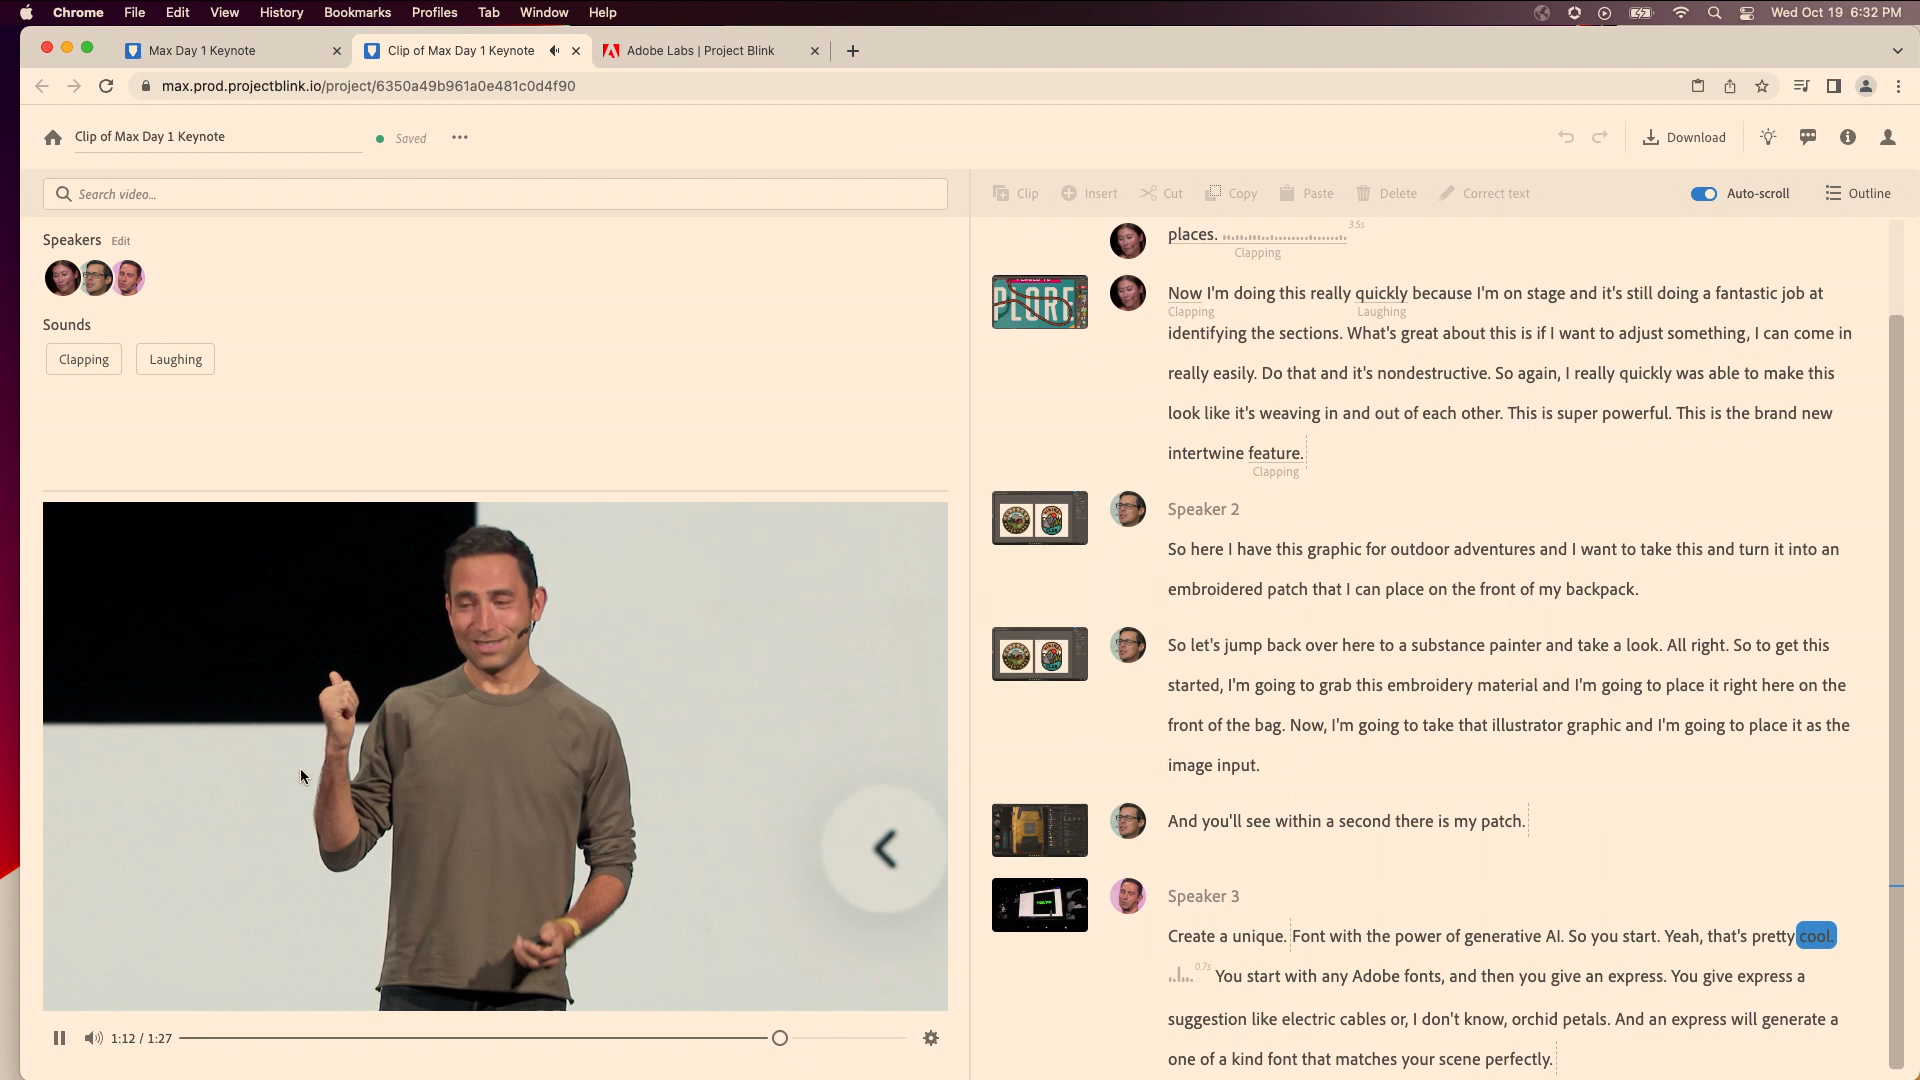 Chrome File Edit View History Bookmarks Profiles Tab Window Help Wed Oct 19 6:32 PM
Max Day 1 Keynote Clip of Max Day 1 Keynote Adobe Labs | Project Blink
max.prod.projectblink.io/project/6350a49b961a0e481c0d4f90
Clip of Max Day 1 Keynote Saved Download
Search video...
Clip Insert Cut Copy Paste Delete Correct text Auto-scroll Outline
Speakers Edit
Sounds
Clapping Laughing
1:12 / 1:27
places. 3.5s
Clapping
PLORE
Now I'm doing this really quickly because I'm on stage and it's still doing a fantastic job at
Clapping Laughing
identifying the sections. What's great about this is if I want to adjust something, I can come in
really easily. Do that and it's nondestructive. So again, I really quickly was able to make this
look like it's weaving in and out of each other. This is super powerful. This is the brand new
intertwine feature.
Clapping
Speaker 2
So here I have this graphic for outdoor adventures and I want to take this and turn it into an
embroidered patch that I can place on the front of my backpack.
So let's jump back over here to a substance painter and take a look. All right. So to get this
started, I'm going to grab this embroidery material and I'm going to place it right here on the
front of the bag. Now, I'm going to take that illustrator graphic and I'm going to place it as the
image input.
And you'll see within a second there is my patch.
Speaker 3
Create a unique. Font with the power of generative AI. So you start. Yeah, that's pretty cool.
0.7s You start with any Adobe fonts, and then you give an express. You give express a
suggestion like electric cables or, I don't know, orchid petals. And an express will generate a
one of a kind font that matches your scene perfectly.